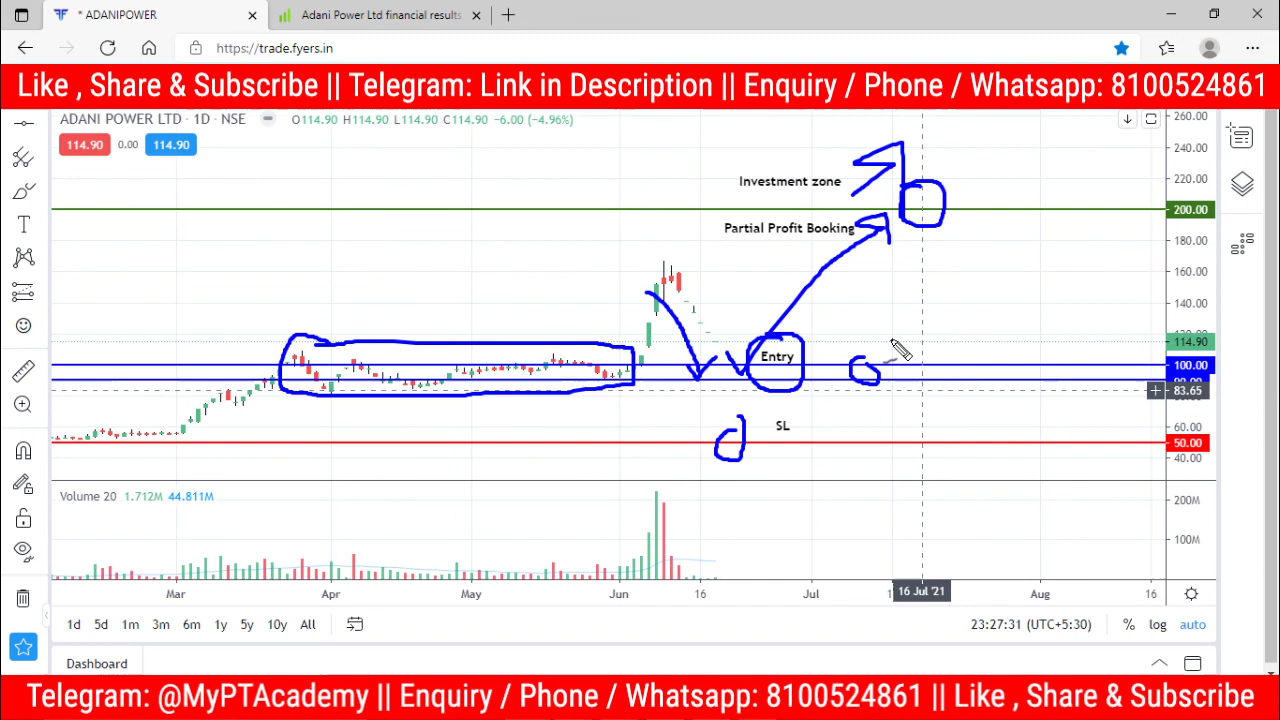 * ADANIPOWER
Adani Power Ltd financial results
https://trade.fyers.in
Like , Share & Subscribe || Telegram: Link in Description || Enquiry / Phone / Whatsapp: 8100524861
ADANI POWER LTD · 1D · NSE
O114.90 H114.90 L114.90 C114.90 −6.00 (−4.96%)
114.90 0.00 114.90
260.00
240.00
Investment zone
220.00
200.00
Partial Profit Booking
180.00
160.00
140.00
114.90
Entry
100.00
83.65
SL
60.00
50.00
40.00
Volume 20 1.712M 44.811M
200M
100M
Mar Apr May Jun 16 Jul 16 Jul '21 Aug 16
1d 5d 1m 3m 6m 1y 5y 10y All
23:27:31 (UTC+5:30) % log auto
Dashboard
Telegram: @MyPTAcademy || Enquiry / Phone / Whatsapp: 8100524861 || Like , Share & Subscribe